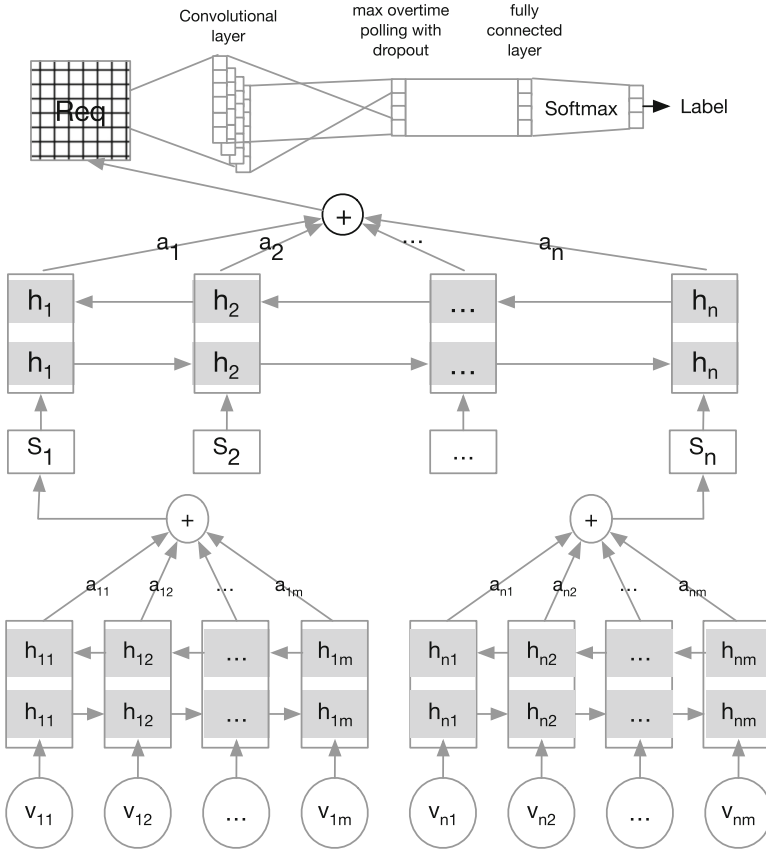 Convolutional
layer
max overtime
polling with
dropout
fully
connected
layer
Req
Softmax
Label
+
a1 a2 ... an
h1 h2 ... hn
h1 h2 ... hn
S1 S2 ... Sn
+ +
a11 a12 ... a1m an1 an2 ... anm
h11 h12 ... h1m hn1 hn2 ... hnm
h11 h12 ... h1m hn1 hn2 ... hnm
v11 v12 ... v1m vn1 vn2 ... vnm